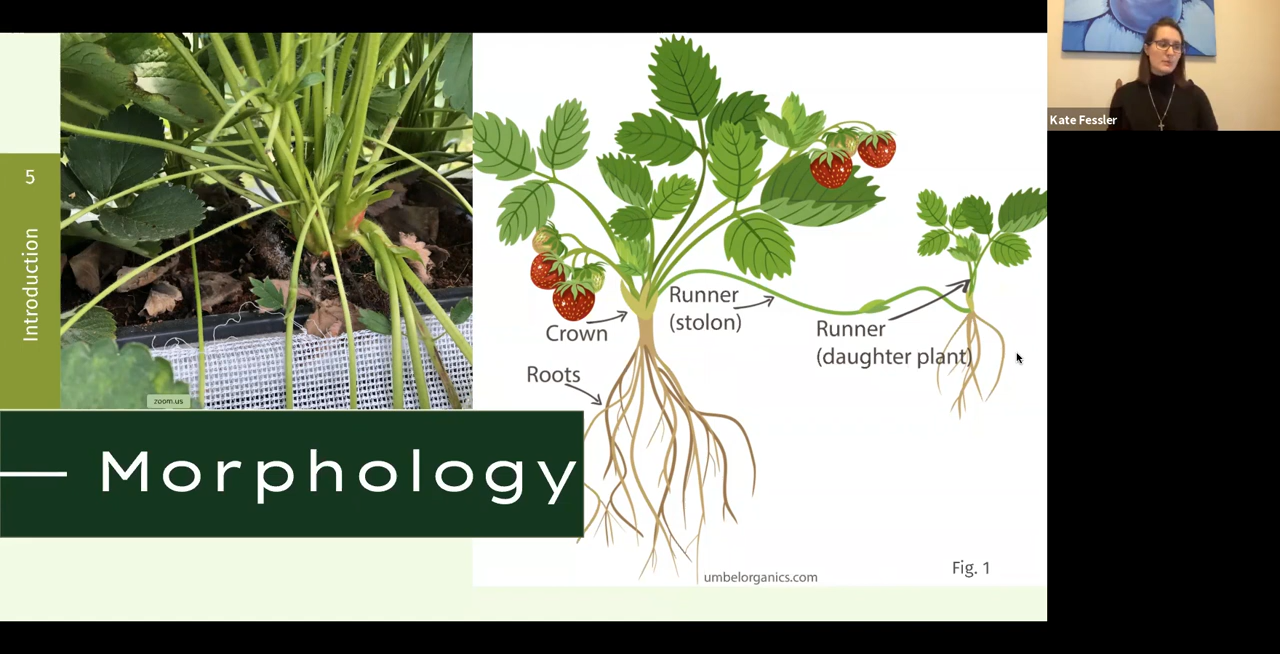 5
Introduction
zoom.us
Morphology
Crown
Roots
Runner
(stolon)
Runner
(daughter plant)
umbelorganics.com
Fig. 1
Kate Fessler